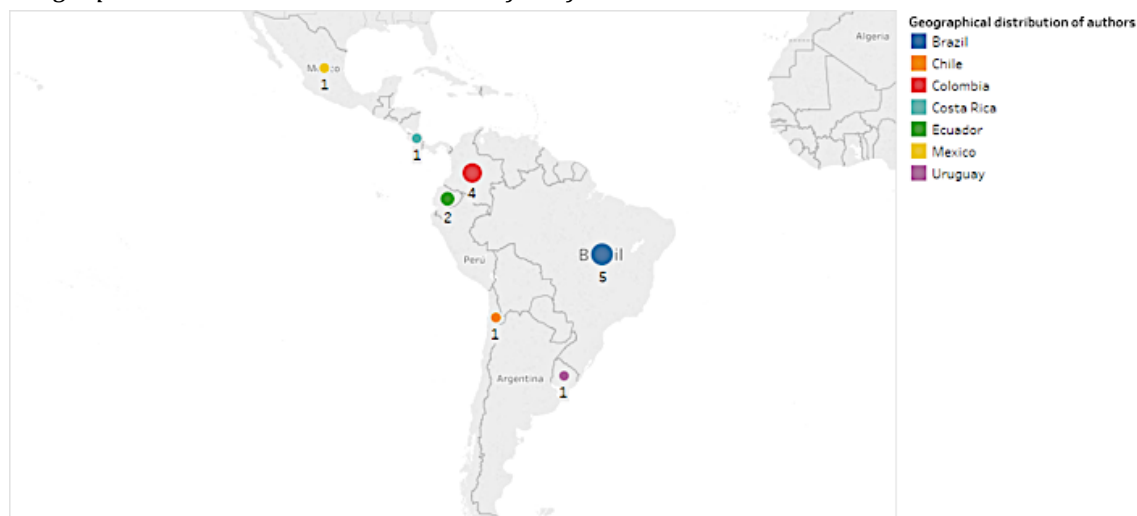 Geographical distribution of authors
Brazil
Chile
Colombia
Costa Rica
Ecuador
Mexico
Uruguay
Algeria
1
1
4
2
Perú
5
1
Argentina
1